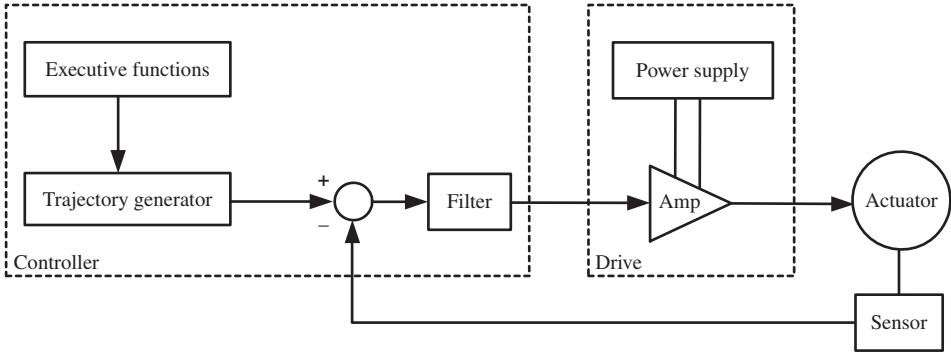 Executive functions
Power supply
Trajectory generator
+
−
Filter
Amp
Actuator
Controller
Drive
Sensor